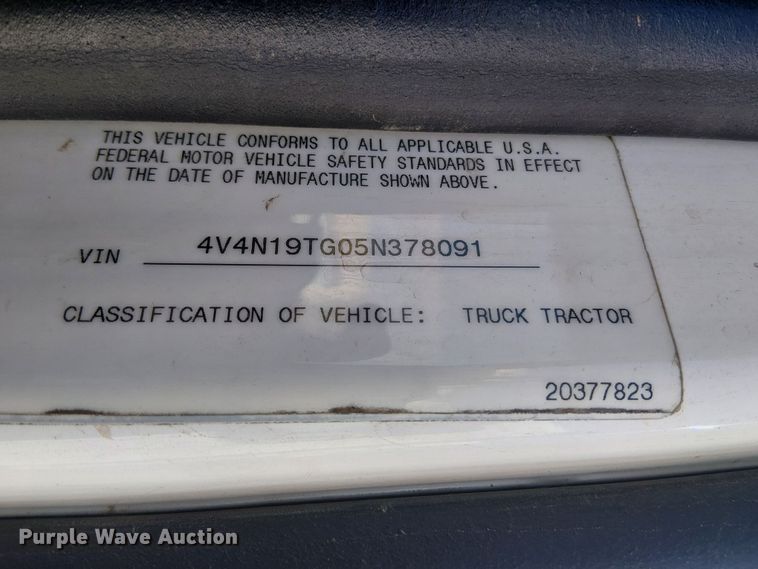 THIS VEHICLE CONFORMS TO ALL APPLICABLE U.S.A.
FEDERAL MOTOR VEHICLE SAFETY STANDARDS IN EFFECT
ON THE DATE OF MANUFACTURE SHOWN ABOVE.
VIN 4V4N19TG05N378091
CLASSIFICATION OF VEHICLE: TRUCK TRACTOR
20377823
Purple Wave Auction